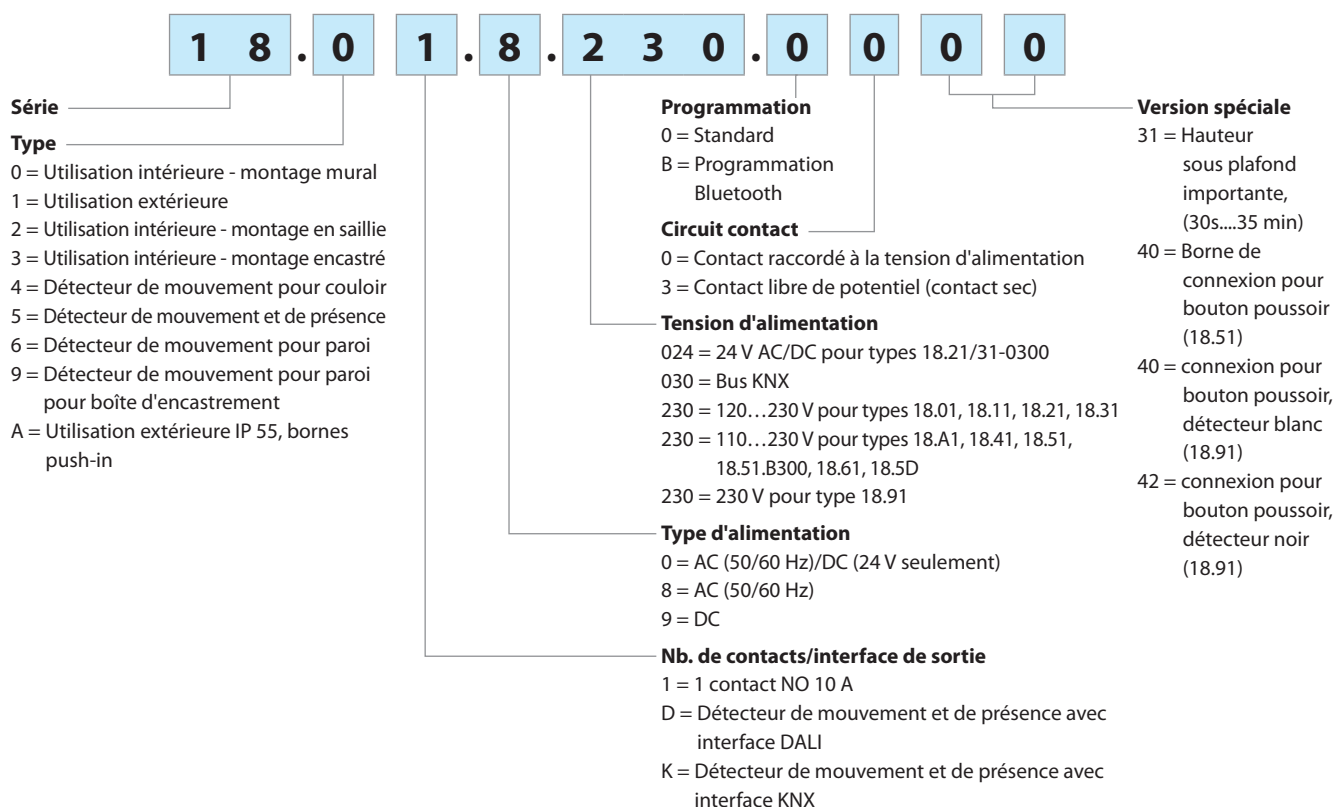 1 8 . 0 1 . 8 . 2 3 0 . 0 0 0 0
Série
Type
0 = Utilisation intérieure - montage mural
1 = Utilisation extérieure
2 = Utilisation intérieure - montage en saillie
3 = Utilisation intérieure - montage encastré
4 = Détecteur de mouvement pour couloir
5 = Détecteur de mouvement et de présence
6 = Détecteur de mouvement pour paroi
9 = Détecteur de mouvement pour paroi
pour boîte d'encastrement
A = Utilisation extérieure IP 55, bornes
push-in
Programmation
0 = Standard
B = Programmation
Bluetooth
Circuit contact
0 = Contact raccordé à la tension d'alimentation
3 = Contact libre de potentiel (contact sec)
Tension d'alimentation
024 = 24 V AC/DC pour types 18.21/31-0300
030 = Bus KNX
230 = 120…230 V pour types 18.01, 18.11, 18.21, 18.31
230 = 110…230 V pour types 18.A1, 18.41, 18.51,
18.51.B300, 18.61, 18.5D
230 = 230 V pour type 18.91
Type d'alimentation
0 = AC (50/60 Hz)/DC (24 V seulement)
8 = AC (50/60 Hz)
9 = DC
Nb. de contacts/interface de sortie
1 = 1 contact NO 10 A
D = Détecteur de mouvement et de présence avec
interface DALI
K = Détecteur de mouvement et de présence avec
interface KNX
Version spéciale
31 = Hauteur
sous plafond
importante,
(30s....35 min)
40 = Borne de
connexion pour
bouton poussoir
(18.51)
40 = connexion pour
bouton poussoir,
détecteur blanc
(18.91)
42 = connexion pour
bouton poussoir,
détecteur noir
(18.91)